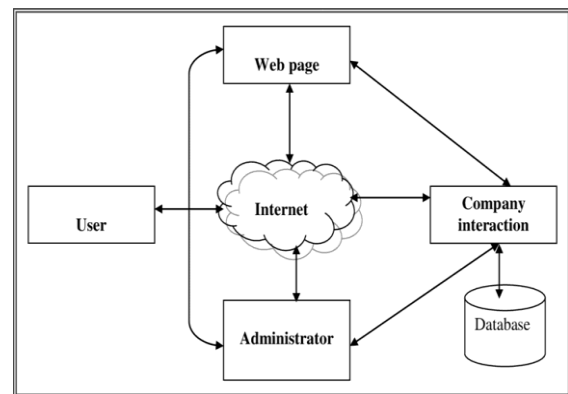 Web page
Internet
User
Company
interaction
Administrator
Database